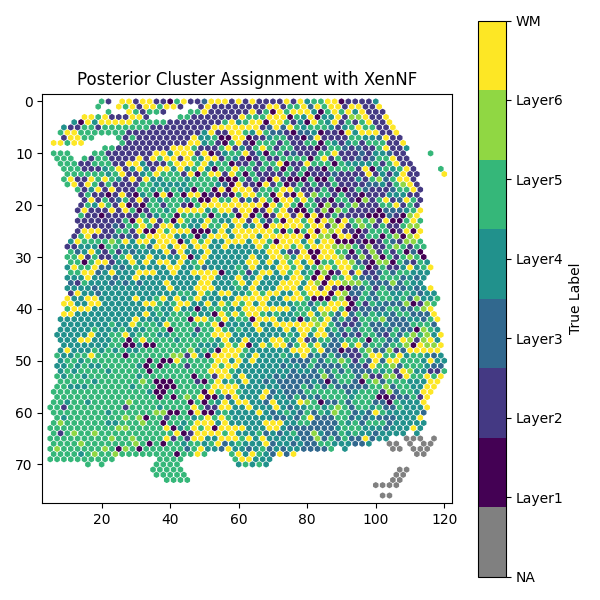 Posterior Cluster Assignment with XenNF
0
10
20
30
40
50
60
70
20
40
60
80
100
120
WM
Layer6
Layer5
Layer4
Layer3
Layer2
Layer1
NA
True Label